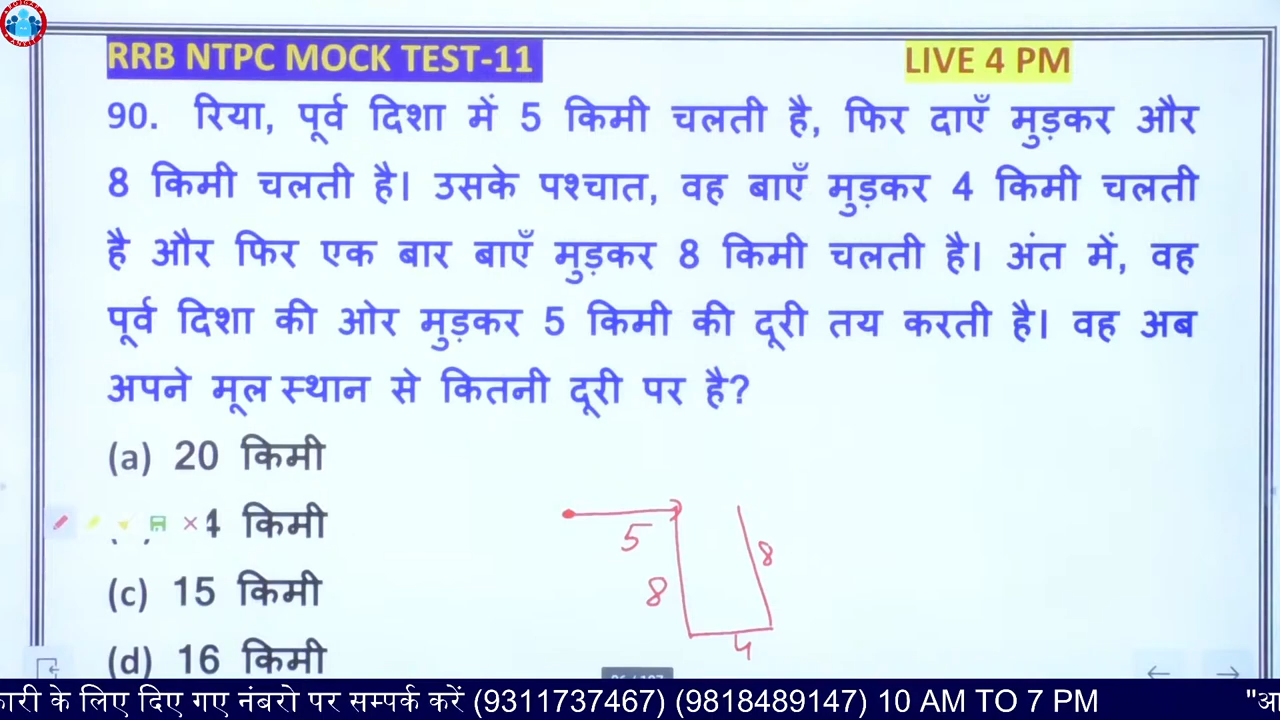 RRB NTPC MOCK TEST-11 LIVE 4 PM
90. रिया, पूर्व दिशा में 5 किमी चलती है, फिर दाएँ मुड़कर और
8 किमी चलती है। उसके पश्चात, वह बाएँ मुड़कर 4 किमी चलती
है और फिर एक बार बाएँ मुड़कर 8 किमी चलती है। अंत में, वह
पूर्व दिशा की ओर मुड़कर 5 किमी की दूरी तय करती है। वह अब
अपने मूल स्थान से कितनी दूरी पर है?
(a) 20 किमी
4 किमी
(c) 15 किमी
(d) 16 किमी
5
8
8
4
कारी के लिए दिए गए नंबरो पर सम्पर्क करें (9311737467) (9818489147) 10 AM TO 7 PM "आ